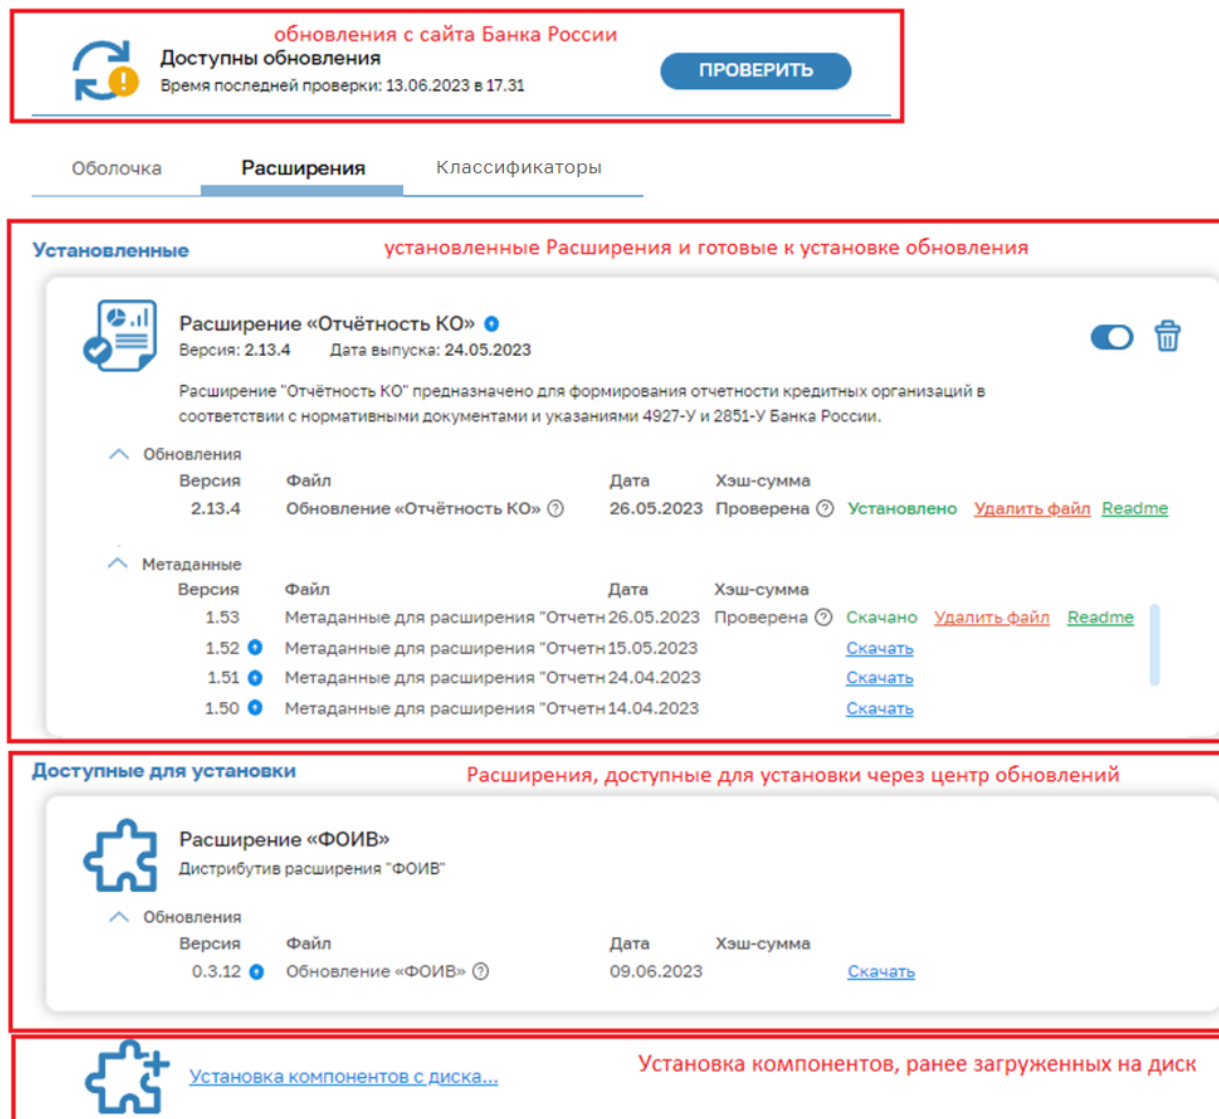 обновления с сайта Банка России
Доступны обновления
Время последней проверки: 13.06.2023 в 17.31
ПРОВЕРИТЬ
Оболочка Расширения Классификаторы
Установленные установленные Расширения и готовые к установке обновления
Расширение «Отчётность КО»
Версия: 2.13.4 Дата выпуска: 24.05.2023
Расширение "Отчётность КО" предназначено для формирования отчетности кредитных организаций в
соответствии с нормативными документами и указаниями 4927-У и 2851-У Банка России.
Обновления
Версия Файл Дата Хэш-сумма
2.13.4 Обновление «Отчётность КО» 26.05.2023 Проверена Установлено Удалить файл Readme
Метаданные
Версия Файл Дата Хэш-сумма
1.53 Метаданные для расширения "Отчетн 26.05.2023 Проверена Скачано Удалить файл Readme
1.52 Метаданные для расширения "Отчетн 15.05.2023 Скачать
1.51 Метаданные для расширения "Отчетн 24.04.2023 Скачать
1.50 Метаданные для расширения "Отчетн 14.04.2023 Скачать
Доступные для установки Расширения, доступные для установки через центр обновлений
Расширение «ФОИВ»
Дистрибутив расширения "ФОИВ"
Обновления
Версия Файл Дата Хэш-сумма
0.3.12 Обновление «ФОИВ» 09.06.2023 Скачать
Установка компонентов, ранее загруженных на диск
Установка компонентов с диска...